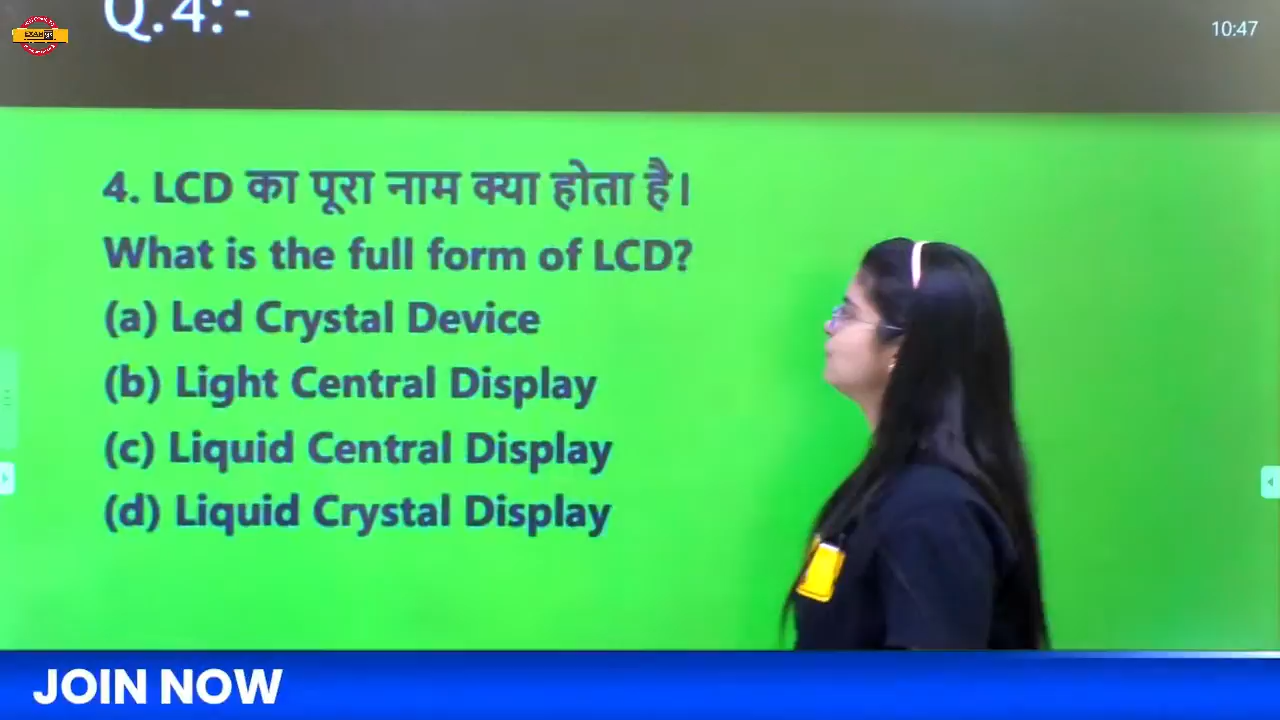 Q.4:-
EXAM
10:47
4. LCD का पूरा नाम क्या होता है।
What is the full form of LCD?
(a) Led Crystal Device
(b) Light Central Display
(c) Liquid Central Display
(d) Liquid Crystal Display
JOIN NOW